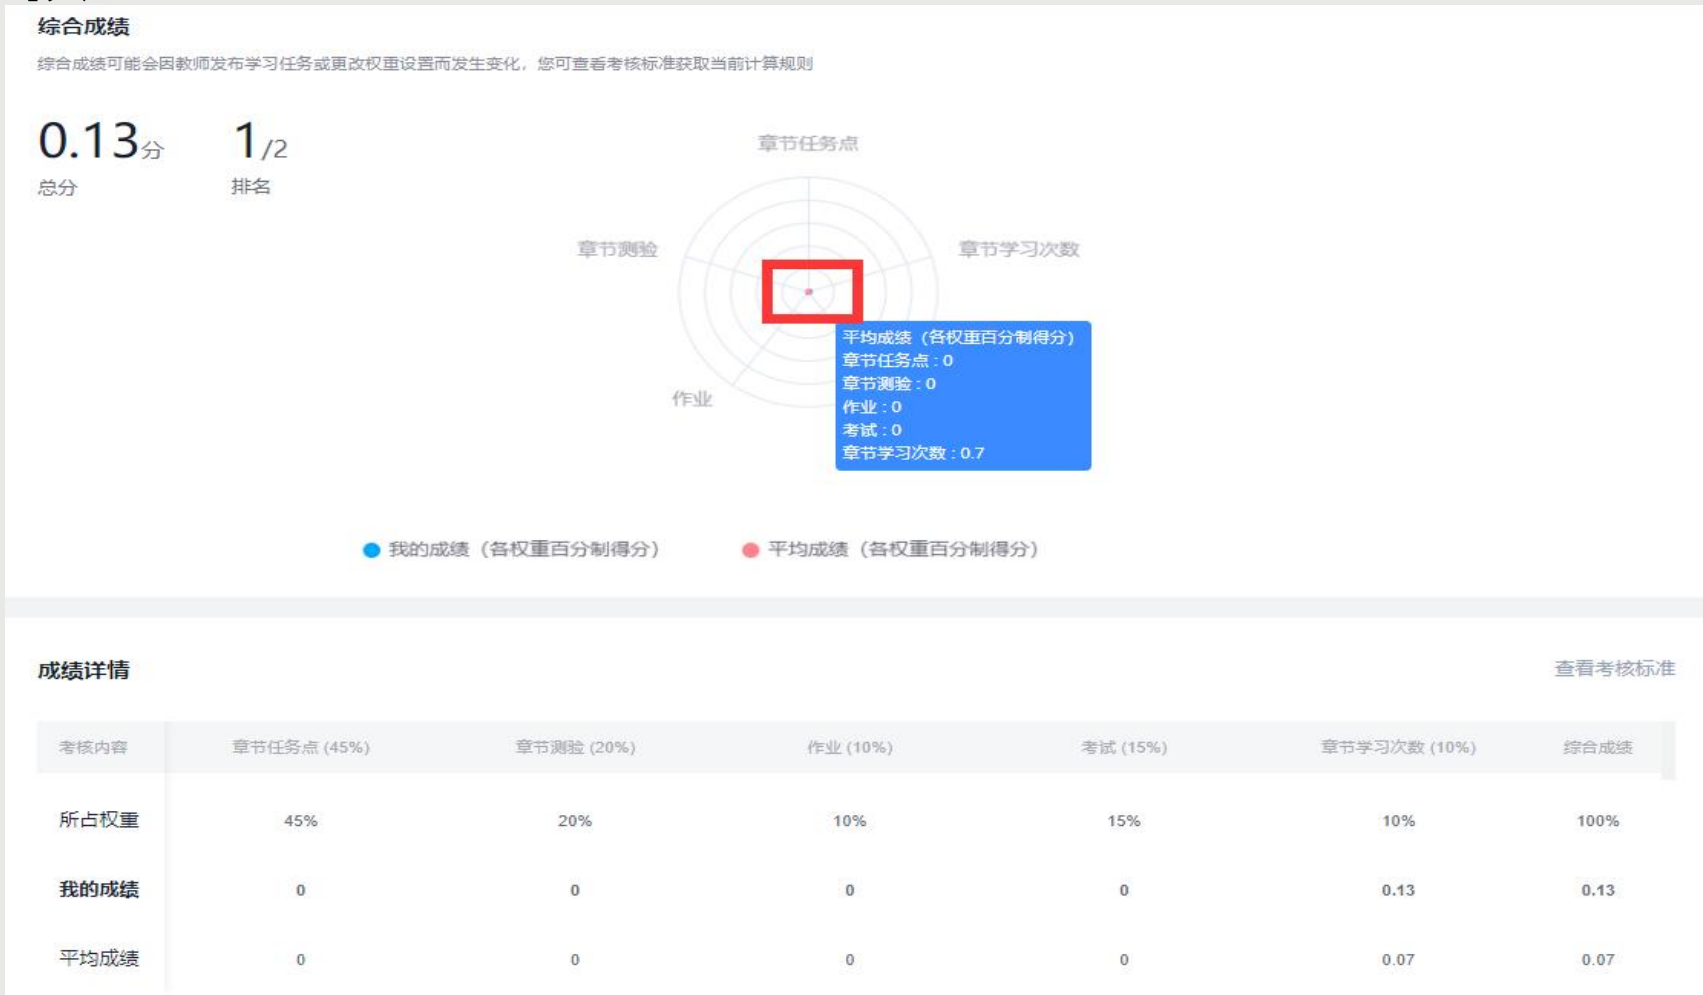 综合成绩
综合成绩可能会因教师发布学习任务或更改权重设置而发生变化，您可查看考核标准获取当前计算规则
0.13分 1/2
总分 排名
章节任务点
章节测验 章节学习次数
作业
平均成绩（各权重百分制得分）
章节任务点 : 0
章节测验 : 0
作业 : 0
考试 : 0
章节学习次数 : 0.7
我的成绩（各权重百分制得分） 平均成绩（各权重百分制得分）
成绩详情 查看考核标准
考核内容 章节任务点 (45%) 章节测验 (20%) 作业 (10%) 考试 (15%) 章节学习次数 (10%) 综合成绩
所占权重 45% 20% 10% 15% 10% 100%
我的成绩 0 0 0 0 0.13 0.13
平均成绩 0 0 0 0 0.07 0.07